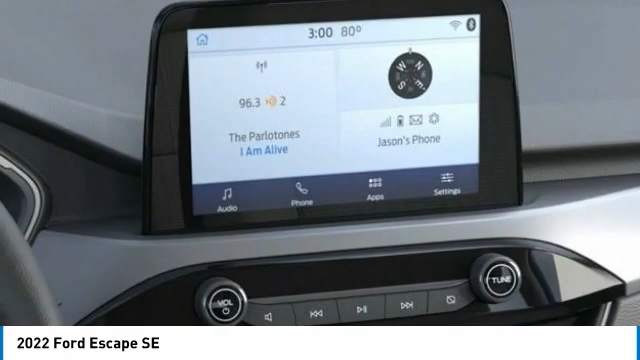 3:00 80°
96.3 2
The Parlotones
I Am Alive
N
W
E
S
Jason's Phone
Audio
Phone
Apps
Settings
VOL
TUNE
2022 Ford Escape SE